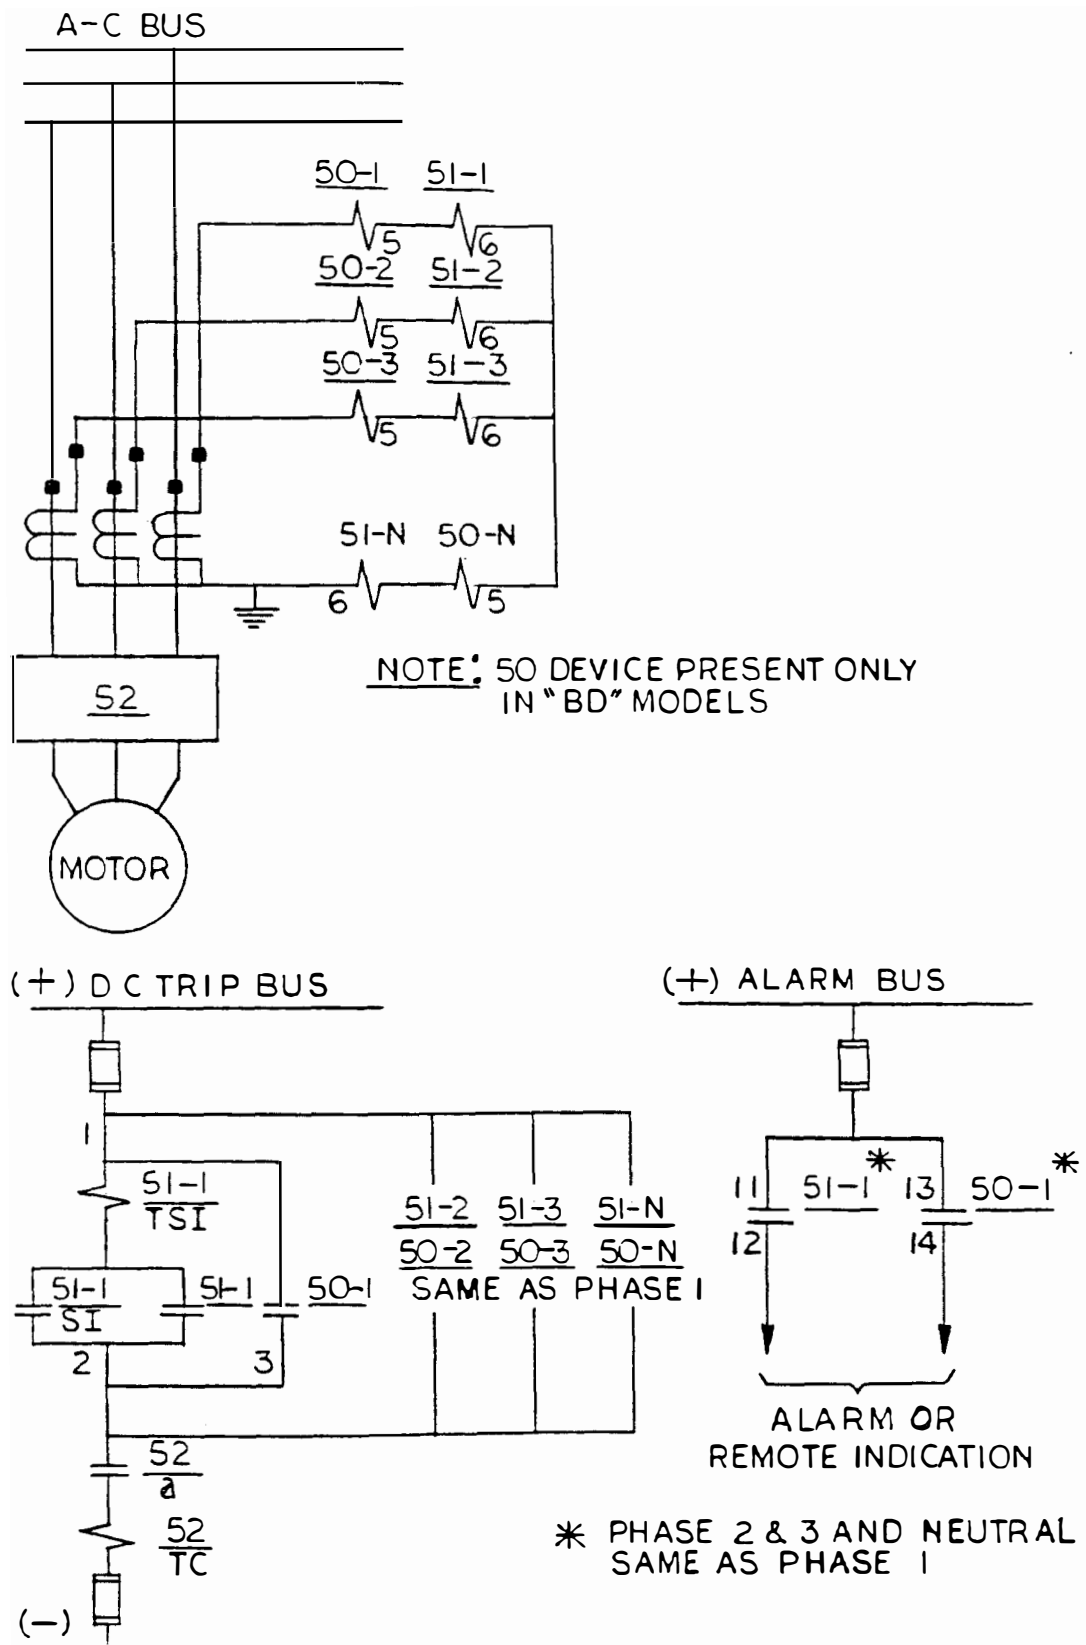 A-C BUS
50-1 51-1
5 6
50-2 51-2
5 6
50-3 51-3
5 6
51-N 50-N
6 5
NOTE: 50 DEVICE PRESENT ONLY
IN "BD" MODELS
52
MOTOR
(+) D C TRIP BUS
1
51-1
TSI
51-1
SI
51-1
50-1
2
3
51-2 51-3 51-N
50-2 50-3 50-N
SAME AS PHASE 1
52
a
52
TC
(-)
(+) ALARM BUS
11 51-1 * 13 50-1 *
12 14
ALARM OR
REMOTE INDICATION
* PHASE 2 & 3 AND NEUTRAL
SAME AS PHASE 1